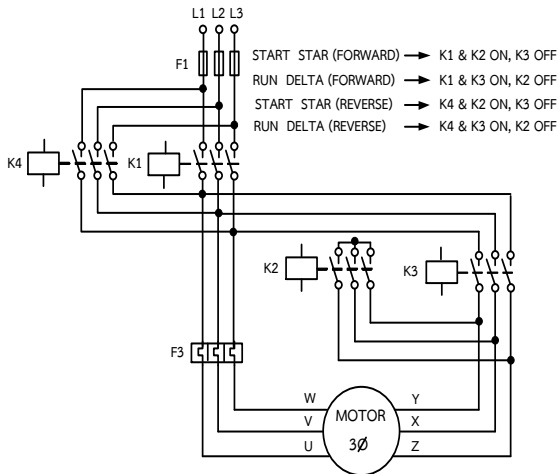 L1 L2 L3
F1
START STAR (FORWARD) → K1 & K2 ON, K3 OFF
RUN DELTA (FORWARD) → K1 & K3 ON, K2 OFF
START STAR (REVERSE) → K4 & K2 ON, K3 OFF
RUN DELTA (REVERSE) → K4 & K3 ON, K2 OFF
K4
K1
K2
K3
F3
W
Y
MOTOR
V
X
3Ø
U
Z